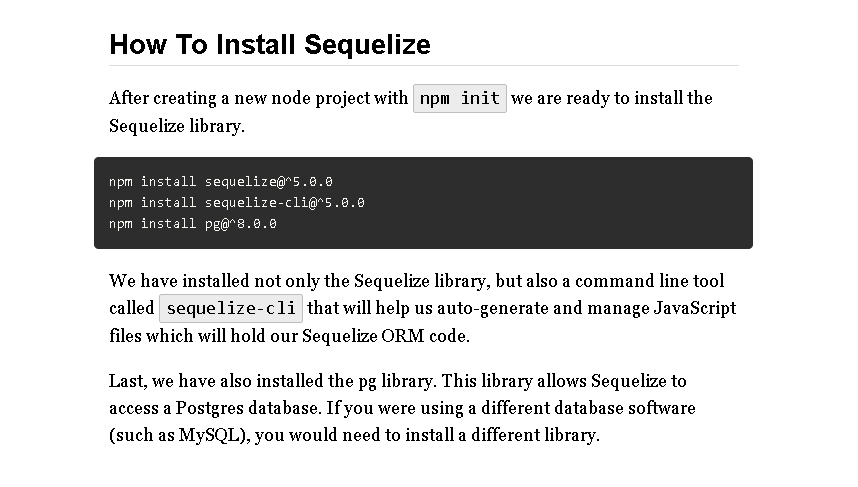 How To Install Sequelize
After creating a new node project with npm init we are ready to install the
Sequelize library.
npm install sequelize@^5.0.0
npm install sequelize-cli@^5.0.0
npm install pg@^8.0.0
We have installed not only the Sequelize library, but also a command line tool
called sequelize-cli that will help us auto-generate and manage JavaScript
files which will hold our Sequelize ORM code.
Last, we have also installed the pg library. This library allows Sequelize to
access a Postgres database. If you were using a different database software
(such as MySQL), you would need to install a different library.